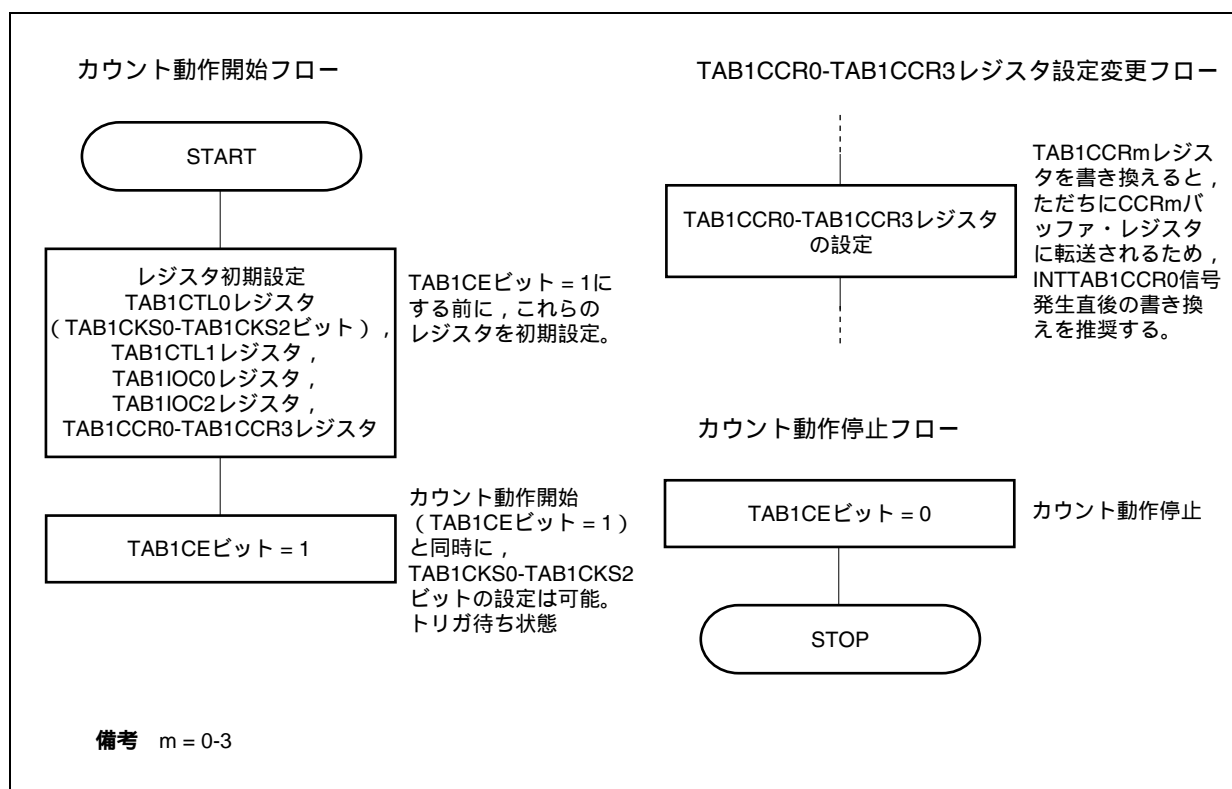 カウント動作開始フロー
START
レジスタ初期設定
TAB1CTL0レジスタ
（TAB1CKS0-TAB1CKS2ビット），
TAB1CTL1レジスタ，
TAB1IOC0レジスタ，
TAB1IOC2レジスタ，
TAB1CCR0-TAB1CCR3レジスタ
TAB1CEビット = 1に
する前に，これらの
レジスタを初期設定。
TAB1CEビット = 1
カウント動作開始
（TAB1CEビット = 1）
と同時に，
TAB1CKS0-TAB1CKS2
ビットの設定は可能。
トリガ待ち状態
TAB1CCR0-TAB1CCR3レジスタ設定変更フロー
TAB1CCR0-TAB1CCR3レジスタ
の設定
TAB1CCRmレジス
タを書き換えると，
ただちにCCRmバ
ッファ・レジスタ
に転送されるため，
INTTAB1CCR0信号
発生直後の書き換
えを推奨する。
カウント動作停止フロー
TAB1CEビット = 0
カウント動作停止
STOP
備考 m = 0-3